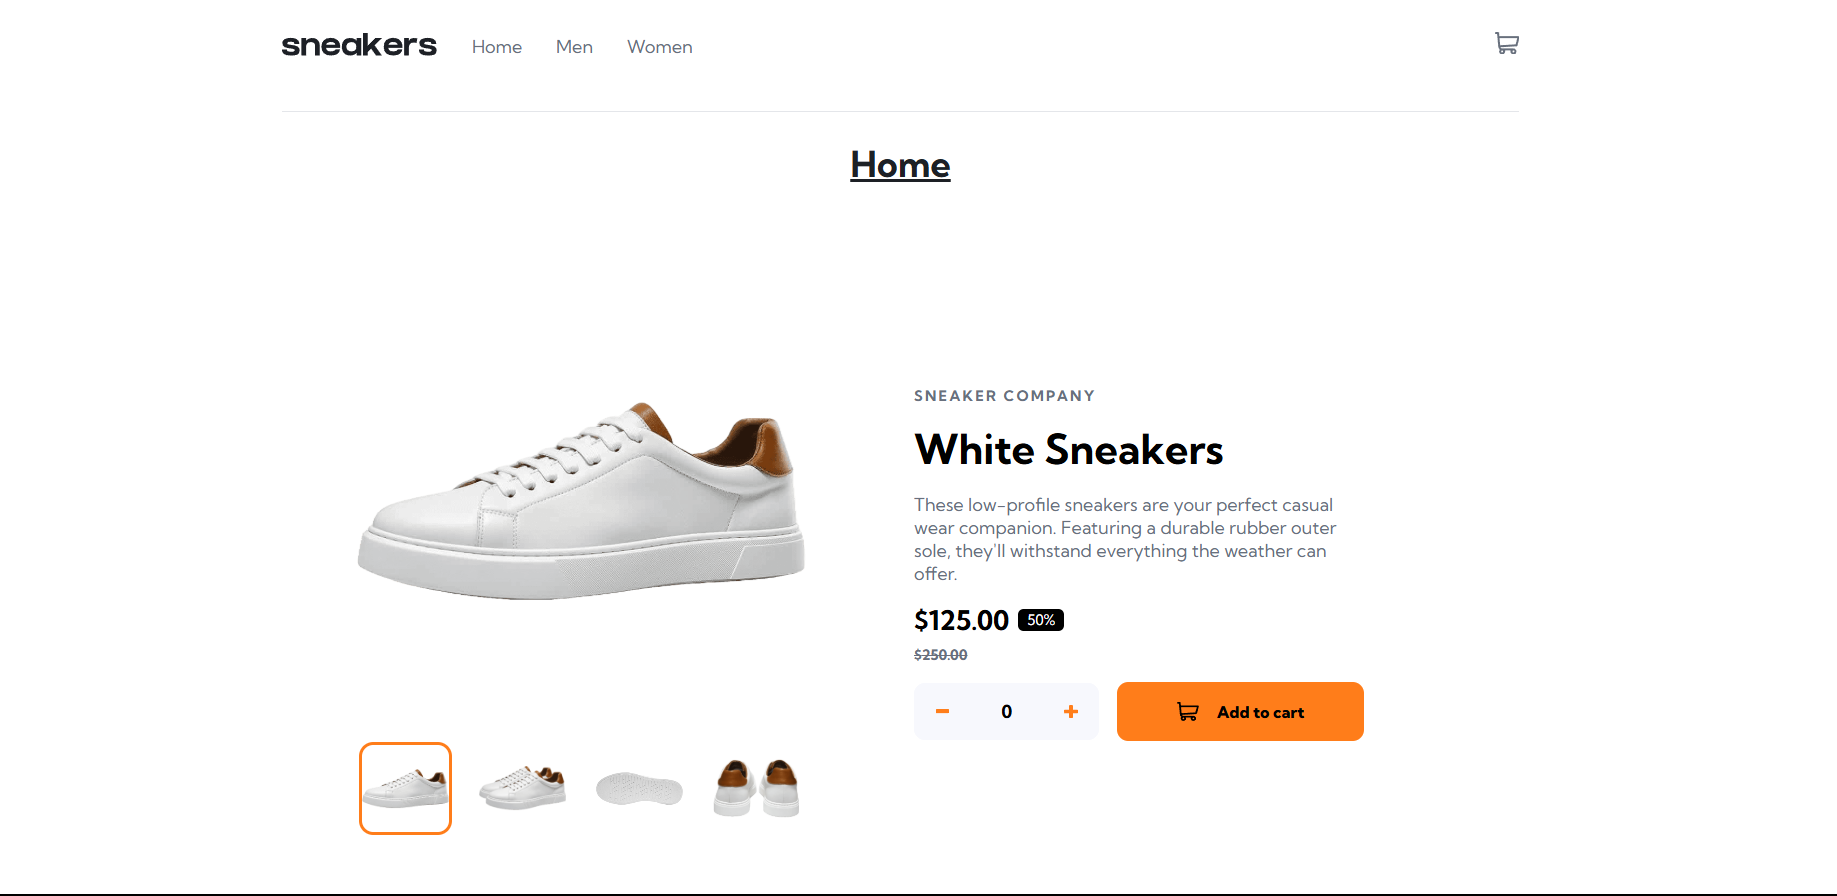 sneakers Home Men Women
Home
SNEAKER COMPANY
White Sneakers
These low-profile sneakers are your perfect casual
wear companion. Featuring a durable rubber outer
sole, they'll withstand everything the weather can
offer.
$125.00 50%
$250.00
0 Add to cart